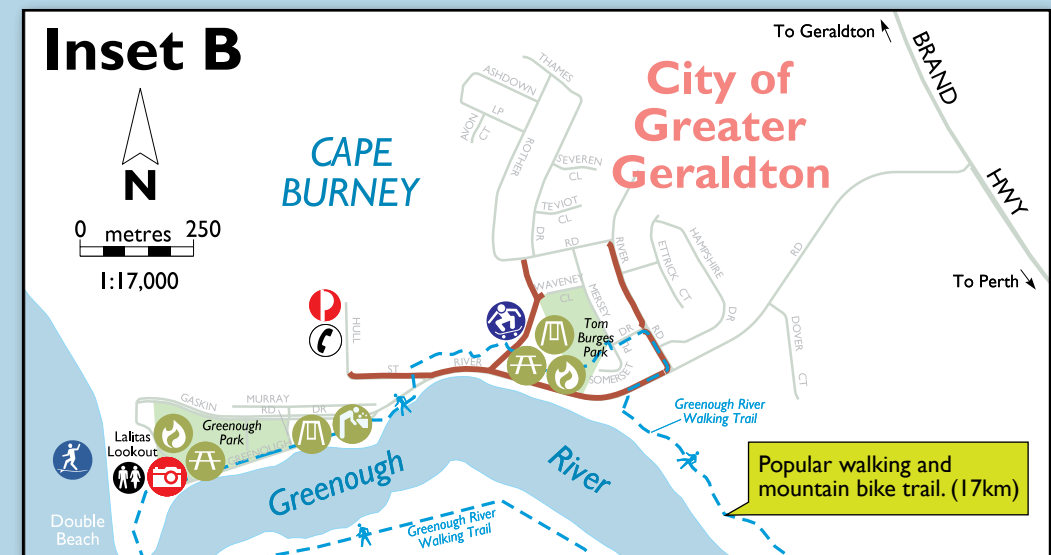 Inset B
To Geraldton
BRAND
HWY
To Perth
City of
Greater
Geraldton
CAPE
BURNEY
N
0 metres 250
1:17,000
THAMES
ASHDOWN
LP
AVON
CT
ROTHER
DR
SEVEREN
CL
TEVIOT
CL
RD
RIVER
ETTRICK
CT
HAMPSHIRE
DR
RD
DOVER
CT
WAVENEY
CL
MERSEY
Tom
Burges
Park
DR
PL
RD
SOMERSET
HULL
ST
RIVER
GASKIN
MURRAY
RD
DR
Greenough
Park
GREENOUGH
Lalitas
Lookout
Double
Beach
Greenough
River
Greenough River
Walking Trail
Greenough River
Walking Trail
Popular walking and
mountain bike trail. (17km)